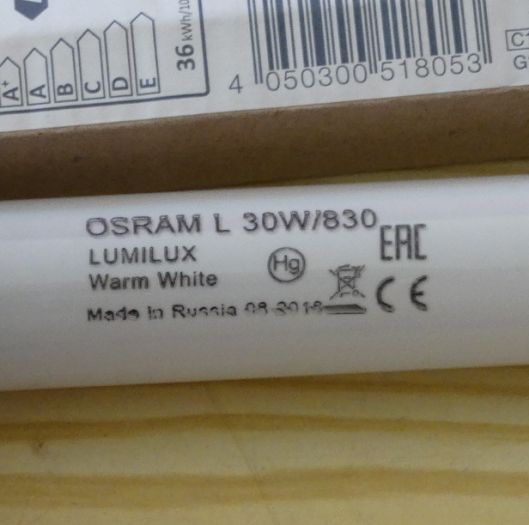 A+
A
B
C
D
E
36 kWh/10
4 050300 518053
OSRAM L 30W/830
LUMILUX
Warm White
Hg
EAC
CE
Made in Russia 08 2018